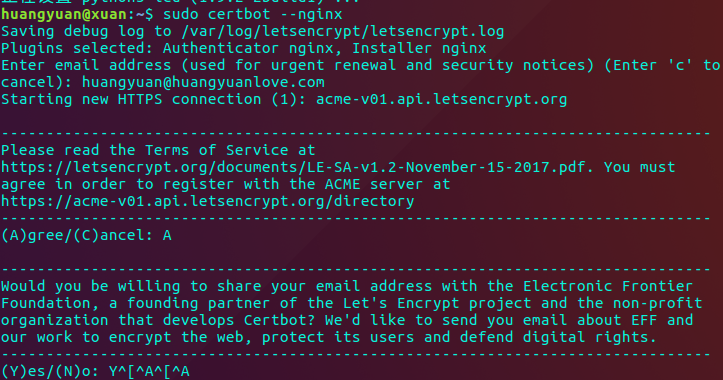 huangyuan@xuan:~$ sudo certbot --nginx
Saving debug log to /var/log/letsencrypt/letsencrypt.log
Plugins selected: Authenticator nginx, Installer nginx
Enter email address (used for urgent renewal and security notices) (Enter 'c' to
cancel): huangyuan@huangyuanlove.com
Starting new HTTPS connection (1): acme-v01.api.letsencrypt.org
-------------------------------------------------------------------------------
Please read the Terms of Service at
https://letsencrypt.org/documents/LE-SA-v1.2-November-15-2017.pdf. You must
agree in order to register with the ACME server at
https://acme-v01.api.letsencrypt.org/directory
-------------------------------------------------------------------------------
(A)gree/(C)ancel: A
-------------------------------------------------------------------------------
Would you be willing to share your email address with the Electronic Frontier
Foundation, a founding partner of the Let's Encrypt project and the non-profit
organization that develops Certbot? We'd like to send you email about EFF and
our work to encrypt the web, protect its users and defend digital rights.
-------------------------------------------------------------------------------
(Y)es/(N)o: Y^[^A^[^A